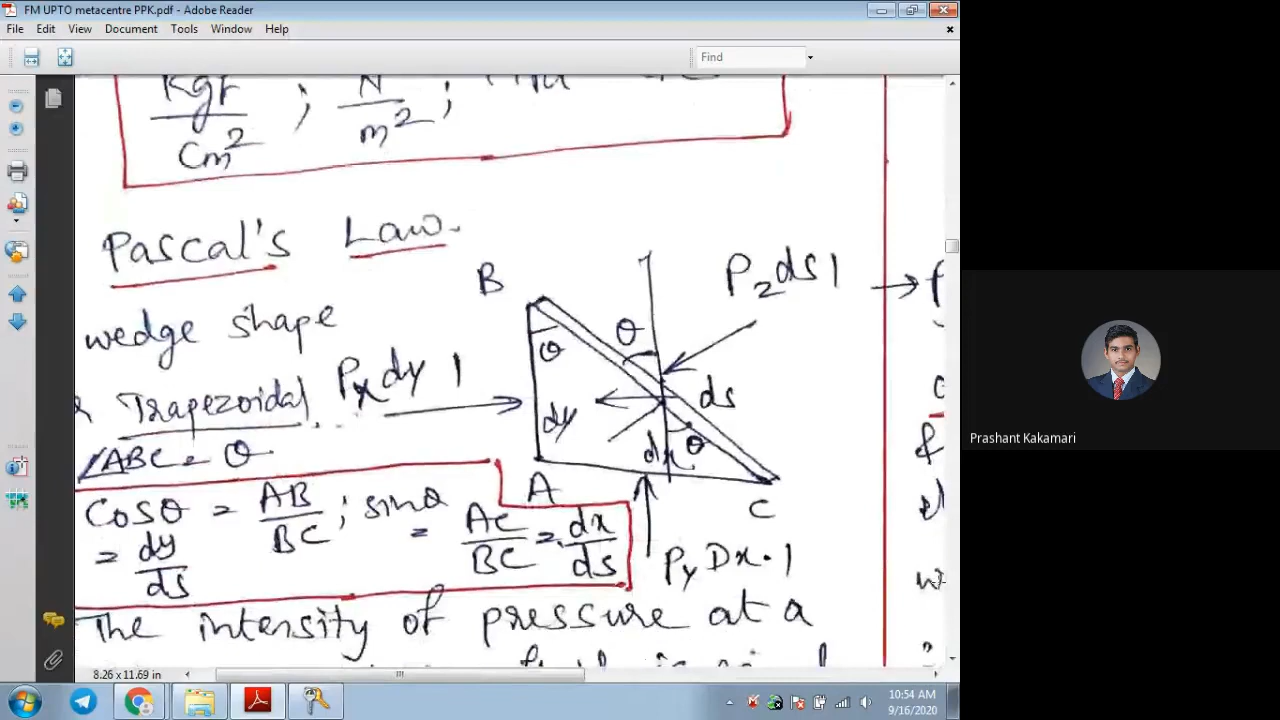 FM UPTO metacentre PPK.pdf - Adobe Reader
File Edit View Document Tools Window Help
Find
Kgf / Cm² ; N / m² ;
Pascal's Law.
wedge shape
Trapezoidal
∠ABC = θ
Cosθ = AB / BC ; sinθ
= dy / ds
= AC / BC = dx / ds
The intensity of pressure at a
B
θ
θ
P₂ds1
Pₓdy 1
dy
ds
dx
θ
A
C
PyDx·1
8.26 x 11.69 in
Prashant Kakamari
10:54 AM
9/16/2020